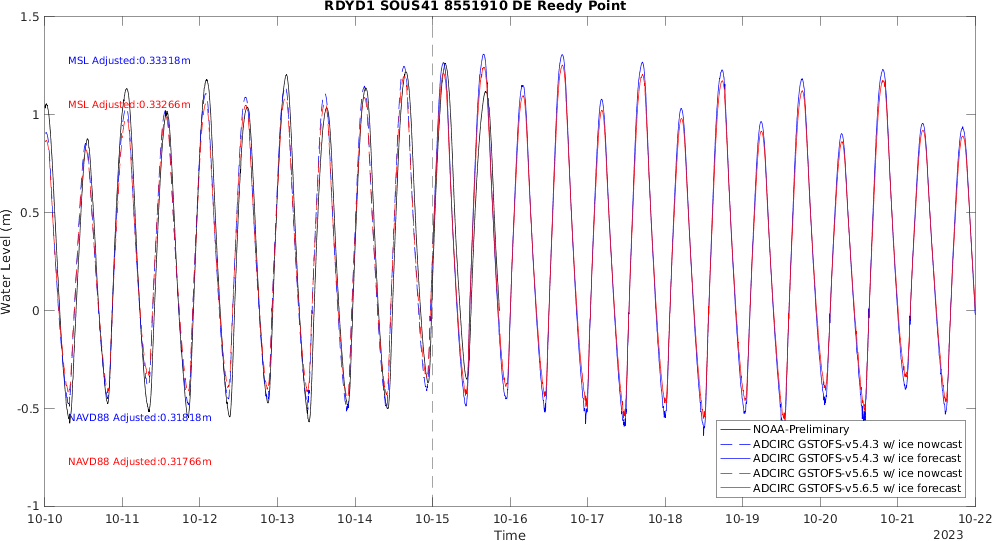 RDYD1 SOUS41 8551910 DE Reedy Point
1.5
1
0.5
0
-0.5
-1
Water Level (m)
MSL Adjusted:0.33318m
MSL Adjusted:0.33266m
NAVD88 Adjusted:0.31818m
NAVD88 Adjusted:0.31766m
NOAA-Preliminary
ADCIRC GSTOFS-v5.4.3 w/ ice nowcast
ADCIRC GSTOFS-v5.4.3 w/ ice forecast
ADCIRC GSTOFS-v5.6.5 w/ ice nowcast
ADCIRC GSTOFS-v5.6.5 w/ ice forecast
10-10 10-11 10-12 10-13 10-14 10-15 10-16 10-17 10-18 10-19 10-20 10-21 10-22
Time
2023